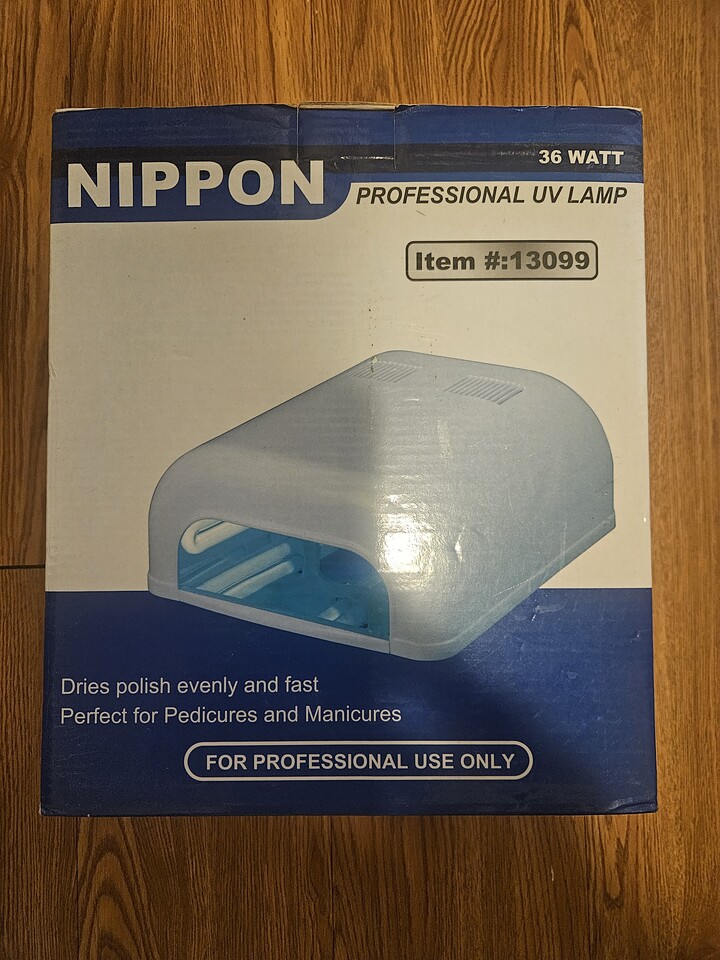 36 WATT
NIPPON
PROFESSIONAL UV LAMP
Item #:13099
Dries polish evenly and fast
Perfect for Pedicures and Manicures
FOR PROFESSIONAL USE ONLY